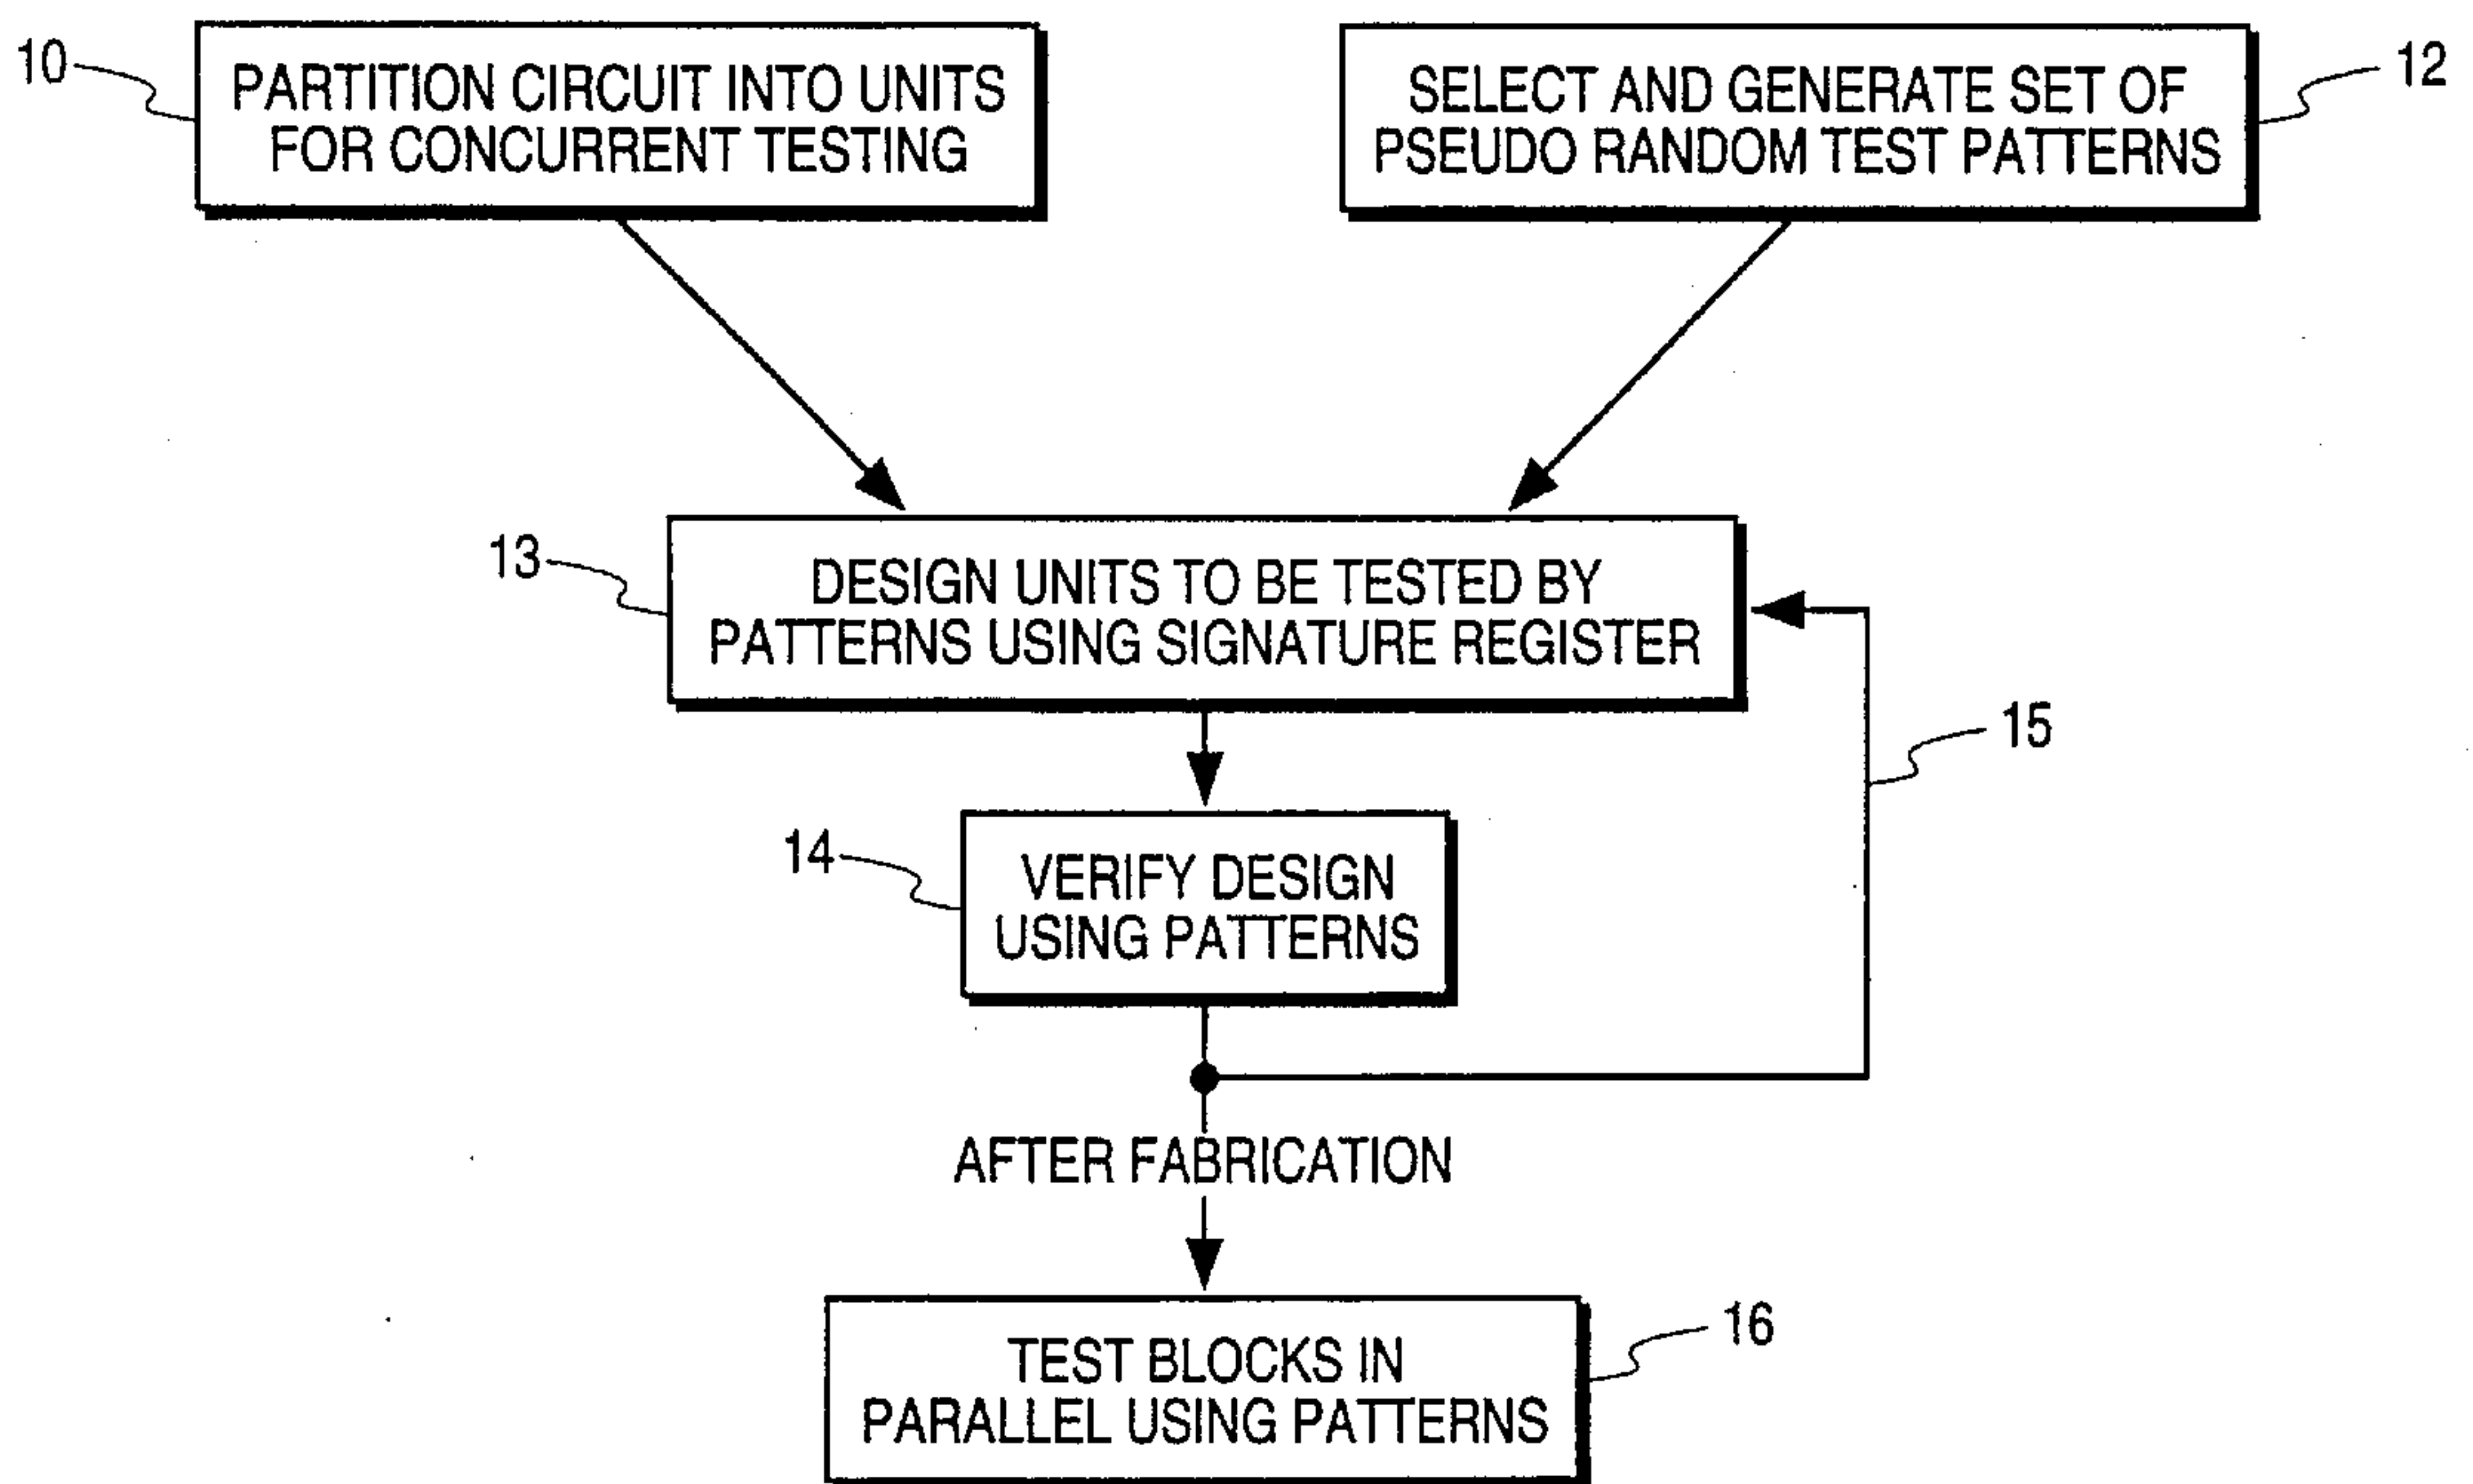 10
PARTITION CIRCUIT INTO UNITS
FOR CONCURRENT TESTING
12
SELECT AND GENERATE SET OF
PSEUDO RANDOM TEST PATTERNS
13
DESIGN UNITS TO BE TESTED BY
PATTERNS USING SIGNATURE REGISTER
15
14
VERIFY DESIGN
USING PATTERNS
AFTER FABRICATION
16
TEST BLOCKS IN
PARALLEL USING PATTERNS